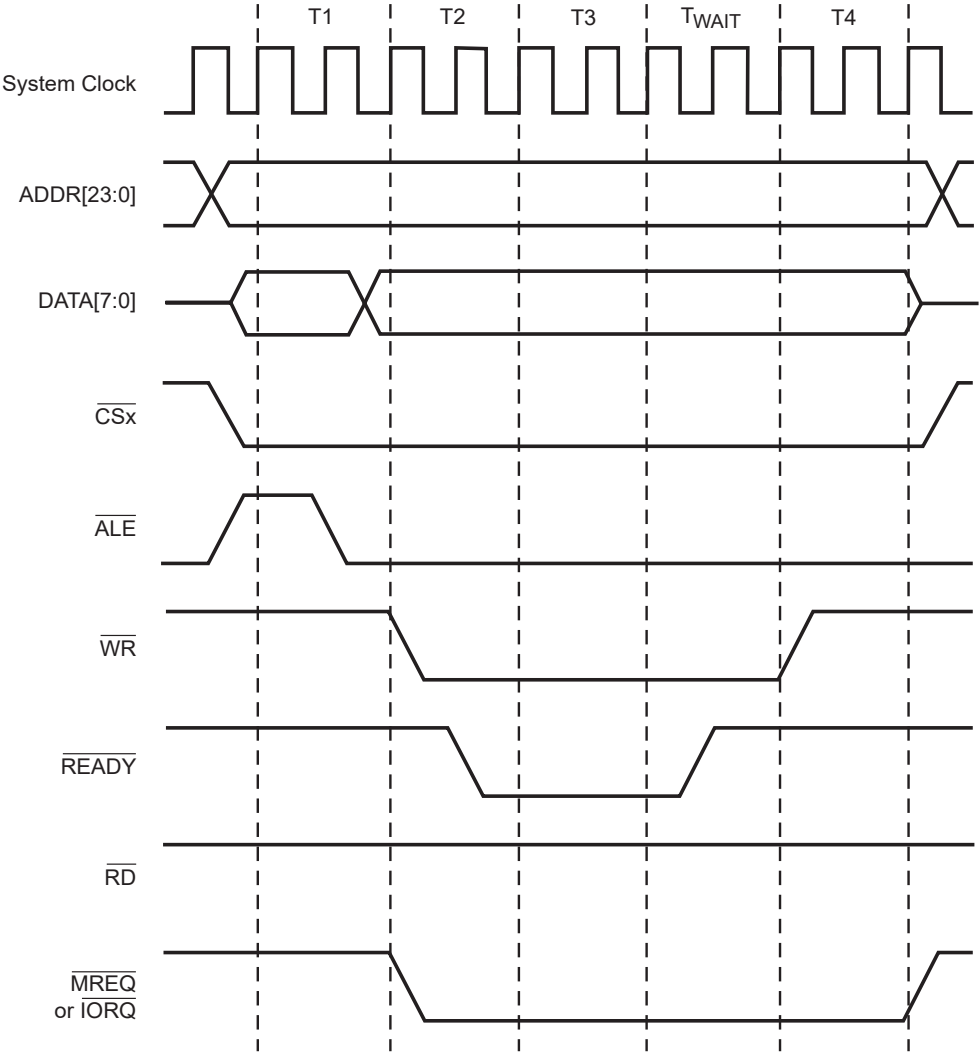 T1 T2 T3 TWAIT T4
System Clock
ADDR[23:0]
DATA[7:0]
CSx
ALE
WR
READY
RD
MREQ
or IORQ